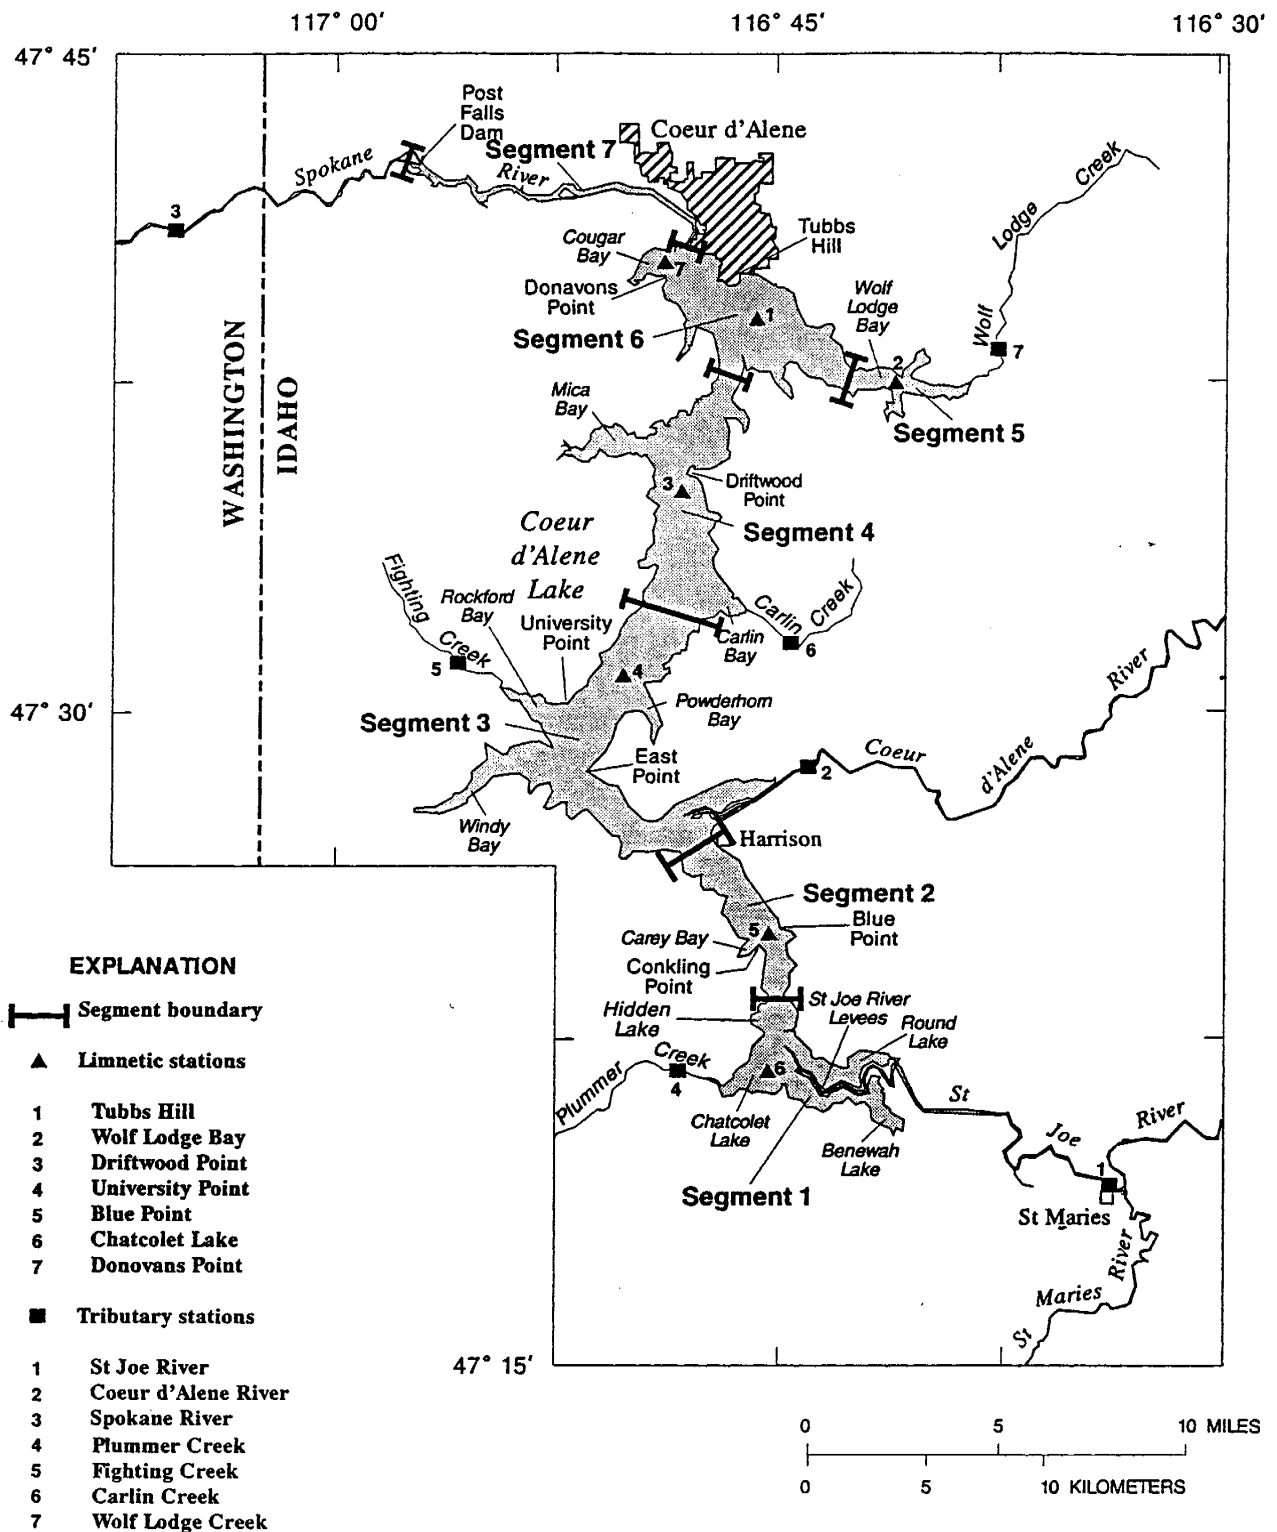 117° 00′
116° 45′
116° 30′
47° 45′
Post
Falls
Dam
Coeur d'Alene
Segment 7
Spokane
River
3
Lodge
Creek
Tubbs
Hill
Cougar
Bay
7
Donavons
Point
Wolf
Lodge
Bay
1
Segment 6
Wolf
7
2
WASHINGTON
IDAHO
Mica
Bay
Segment 5
3
Driftwood
Point
Coeur
d'Alene
Lake
Segment 4
Fighting
Creek
Rockford
Bay
University
Point
Carlin
Creek
Carlin
Bay
6
5
4
River
Powderhorn
Bay
47° 30′
Segment 3
Coeur
d'Alene
East
Point
2
Windy
Bay
Harrison
Segment 2
Blue
Point
5
Carey Bay
Conkling
Point
EXPLANATION
Segment boundary
Hidden
Lake
St Joe River
Levees
Round
Lake
Limnetic stations
Plummer
Creek
4
6
St
1 Tubbs Hill
2 Wolf Lodge Bay
3 Driftwood Point
4 University Point
5 Blue Point
6 Chatcolet Lake
7 Donovans Point
Chatcolet
Lake
Benewah
Lake
Joe
River
1
Segment 1
St Maries
St
Maries
River
Tributary stations
1 St Joe River
2 Coeur d'Alene River
3 Spokane River
4 Plummer Creek
5 Fighting Creek
6 Carlin Creek
7 Wolf Lodge Creek
47° 15′
0 5 10 MILES
0 5 10 KILOMETERS